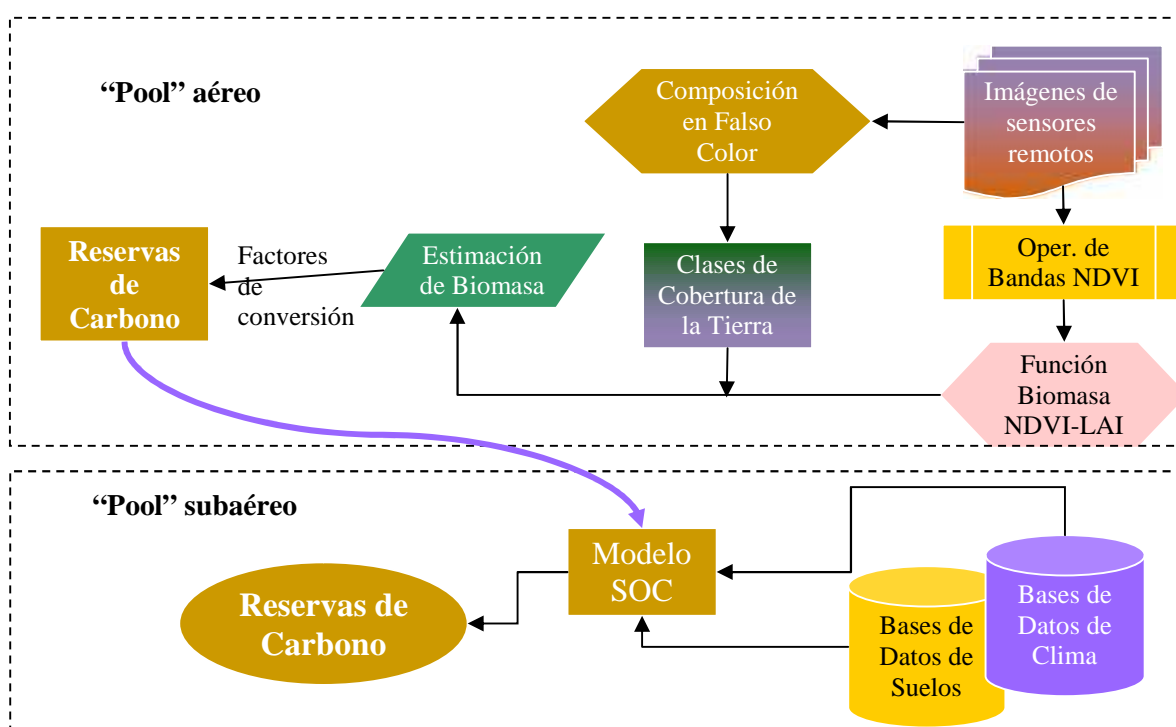 “Pool” aéreo
Composición
en Falso
Color
Imágenes de
sensores
remotos
Reservas
de
Carbono
Factores
de
conversión
Estimación
de Biomasa
Clases de
Cobertura de
la Tierra
Oper. de
Bandas NDVI
Función
Biomasa
NDVI-LAI
“Pool” subaéreo
Modelo
SOC
Reservas de
Carbono
Bases de
Datos de
Suelos
Bases de
Datos de
Clima